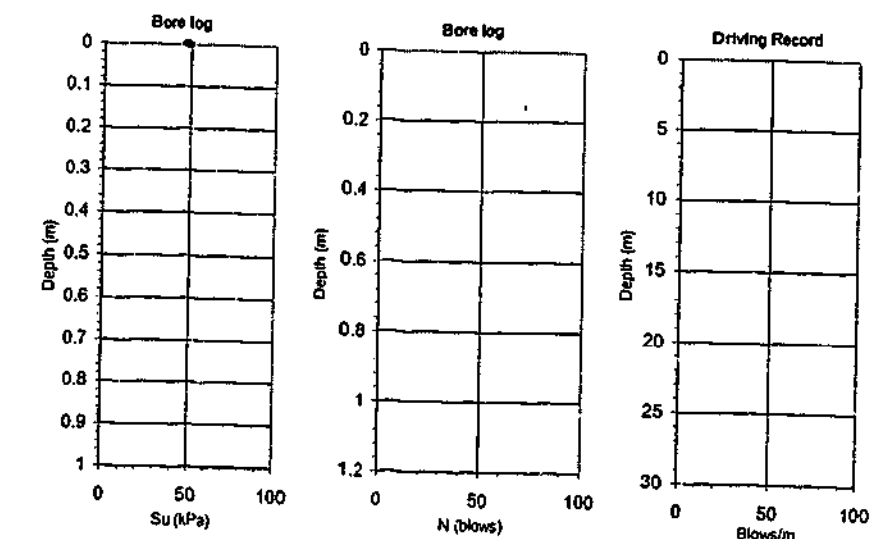 Bore log
0
0.1
0.2
0.3
0.4
0.5
0.6
0.7
0.8
0.9
1
Depth (m)
0 50 100
Su (kPa)
Bore log
0
0.2
0.4
0.6
0.8
1
1.2
Depth (m)
0 50 100
N (blows)
Driving Record
0
5
10
15
20
25
30
Depth (m)
0 50 100
Blows/m